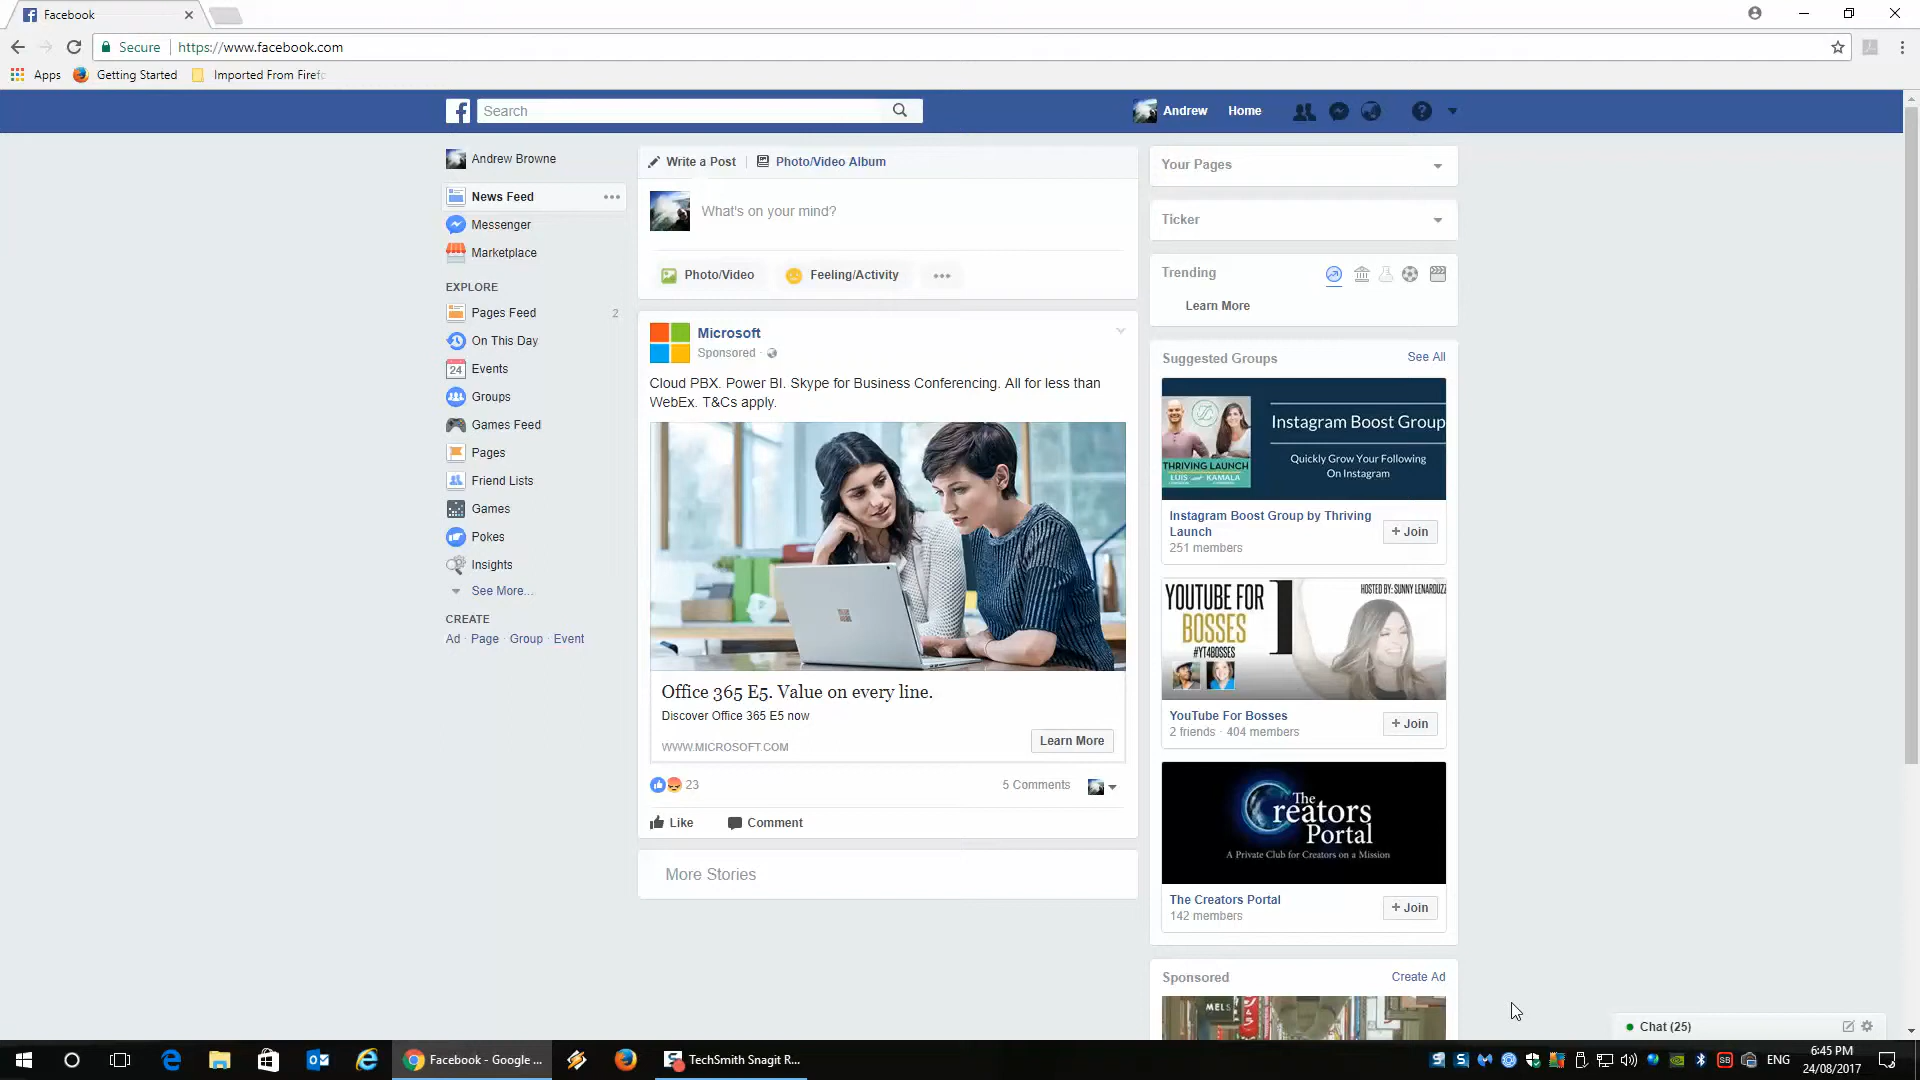 Facebook
Secure
https://www.facebook.com
Apps
Getting Started
Imported From Firefo
Search
Andrew
Home
Andrew Browne
News Feed
Messenger
Marketplace
EXPLORE
Pages Feed
2
On This Day
24
Events
Groups
Games Feed
Pages
Friend Lists
Games
Pokes
Insights
See More...
CREATE
Ad · Page · Group · Event
Write a Post
Photo/Video Album
What's on your mind?
Photo/Video
Feeling/Activity
Microsoft
Sponsored ·
Cloud PBX. Power BI. Skype for Business Conferencing. All for less than
WebEx. T&Cs apply.
Office 365 E5. Value on every line.
Discover Office 365 E5 now
WWW.MICROSOFT.COM
Learn More
23
5 Comments
Like
Comment
More Stories
Your Pages
Ticker
Trending
Learn More
Suggested Groups
See All
THRIVING LAUNCH
LUIS
KAMALA
Instagram Boost Group
Quickly Grow Your Following
On Instagram
Instagram Boost Group by Thriving
Launch
251 members
+ Join
YOUTUBE FOR
BOSSES
#YT4BOSSES
HOSTED BY: SUNNY LENARDUZZ
YouTube For Bosses
2 friends · 404 members
+ Join
The
Creators
Portal
A Private Club for Creators on a Mission
The Creators Portal
142 members
+ Join
Sponsored
Create Ad
MELS
Chat (25)
Facebook - Google ...
TechSmith Snagit R...
ENG
6:45 PM
24/08/2017